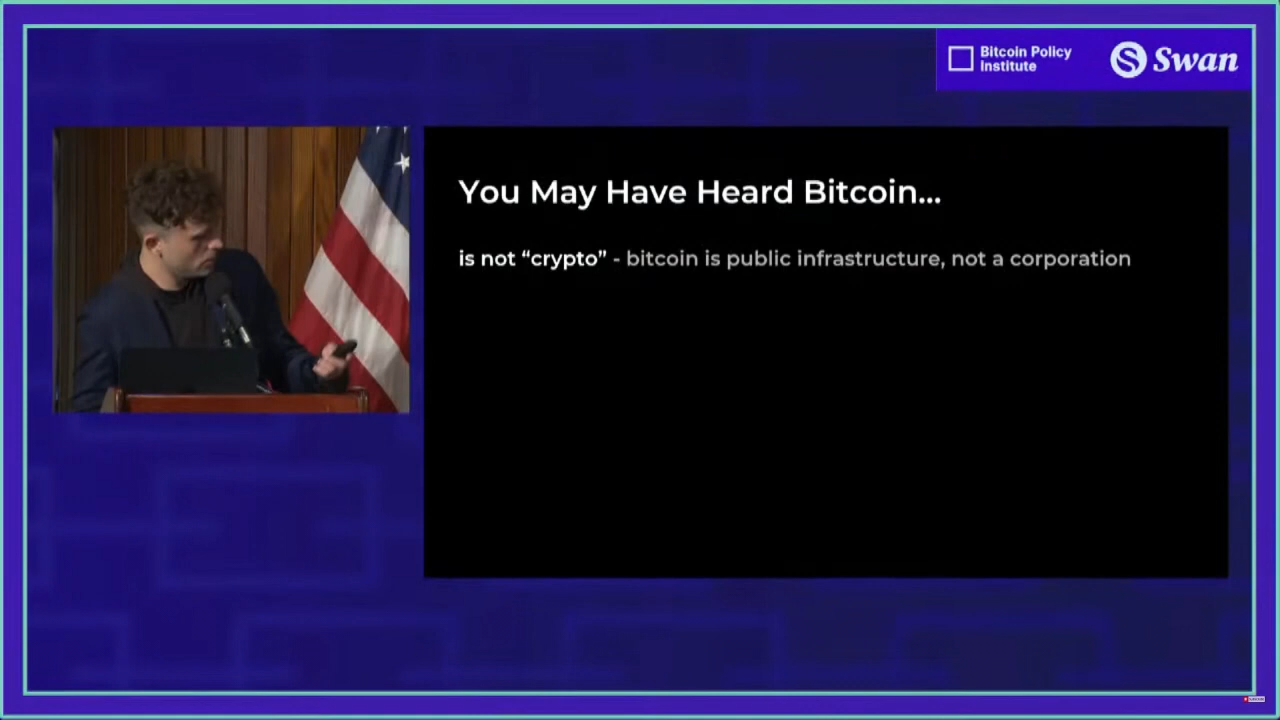 Bitcoin Policy
Institute
Swan
You May Have Heard Bitcoin...
is not “crypto” - bitcoin is public infrastructure, not a corporation